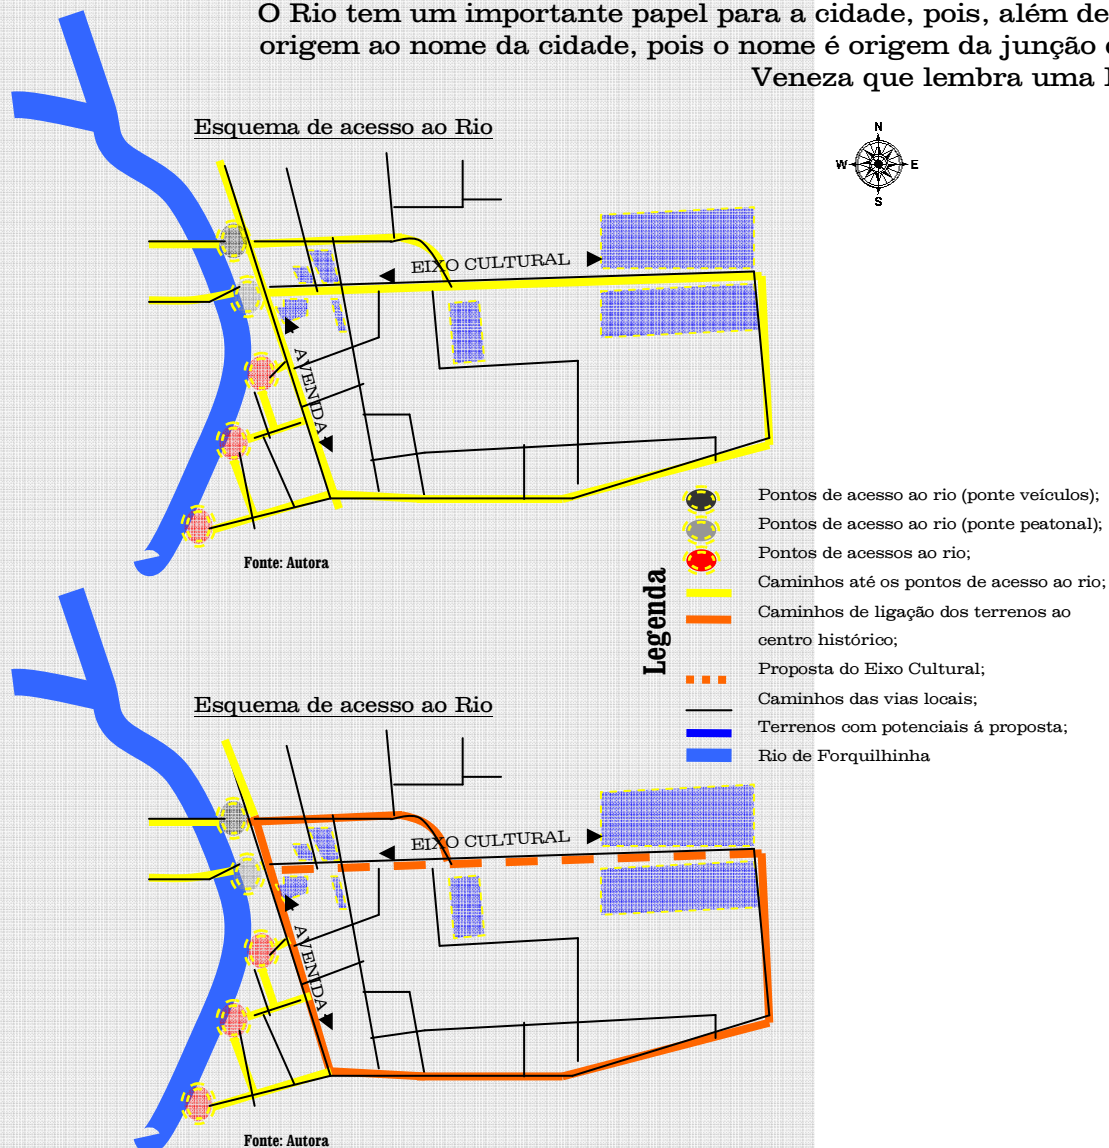 O Rio tem um importante papel para a cidade, pois, além de
origem ao nome da cidade, pois o nome é origem da junção
Veneza que lembra uma
Esquema de acesso ao Rio
N
W E
S
EIXO CULTURAL
AVENIDA
Fonte: Autora
Legenda
Pontos de acesso ao rio (ponte veículos);
Pontos de acesso ao rio (ponte peatonal);
Pontos de acessos ao rio;
Caminhos até os pontos de acesso ao rio;
Caminhos de ligação dos terrenos ao
centro histórico;
Proposta do Eixo Cultural;
Caminhos das vias locais;
Terrenos com potenciais á proposta;
Rio de Forquilhinha
Esquema de acesso ao Rio
EIXO CULTURAL
AVENIDA
Fonte: Autora